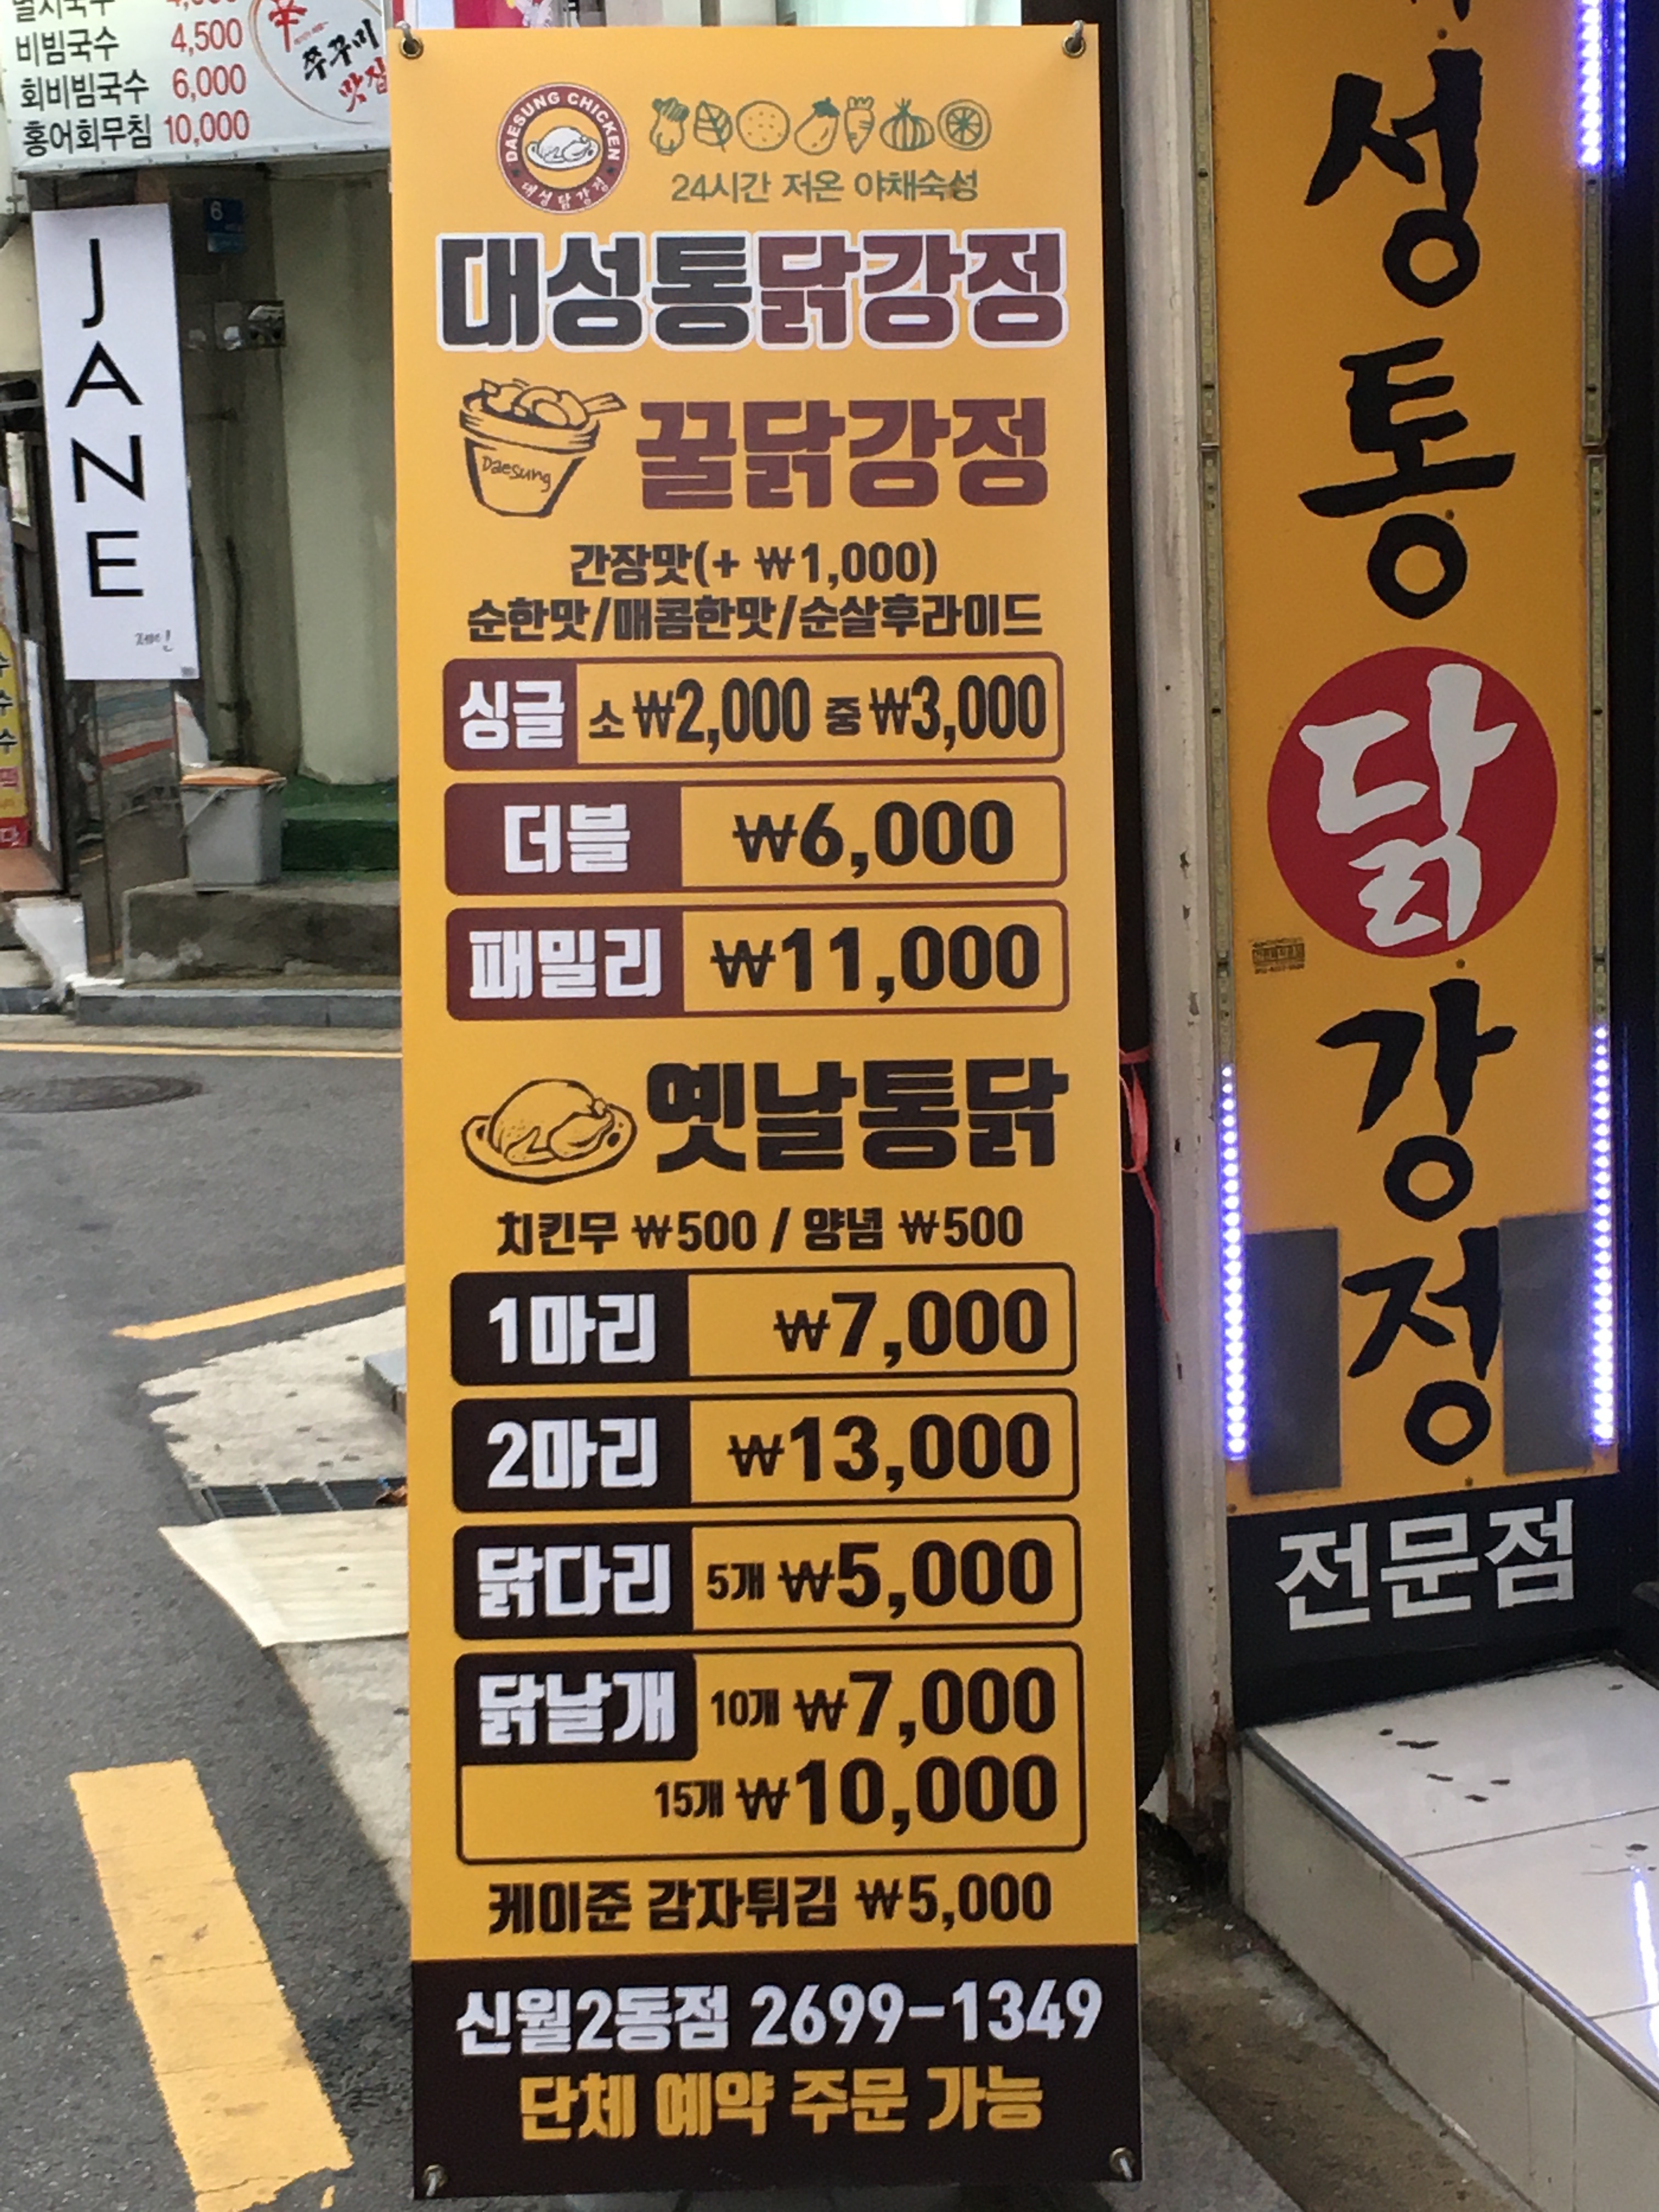 비빔국수 4,500
회비빔국수 6,000
홍어회무침 10,000
쭈꾸미
맛집
JANE
제인
6
DAESUNG CHICKEN
대성닭강정
24시간 저온 야채숙성
대성통닭강정
Daesung
꿀닭강정
간장맛(+ ₩1,000)
순한맛/매콤한맛/순살후라이드
싱글 소 ₩2,000 중 ₩3,000
더블 ₩6,000
패밀리 ₩11,000
옛날통닭
치킨무 ₩500 / 양념 ₩500
1마리 ₩7,000
2마리 ₩13,000
닭다리 5개 ₩5,000
닭날개 10개 ₩7,000
15개 ₩10,000
케이준 감자튀김 ₩5,000
신월2동점 2699-1349
단체 예약 주문 가능
성통닭강정
전문점